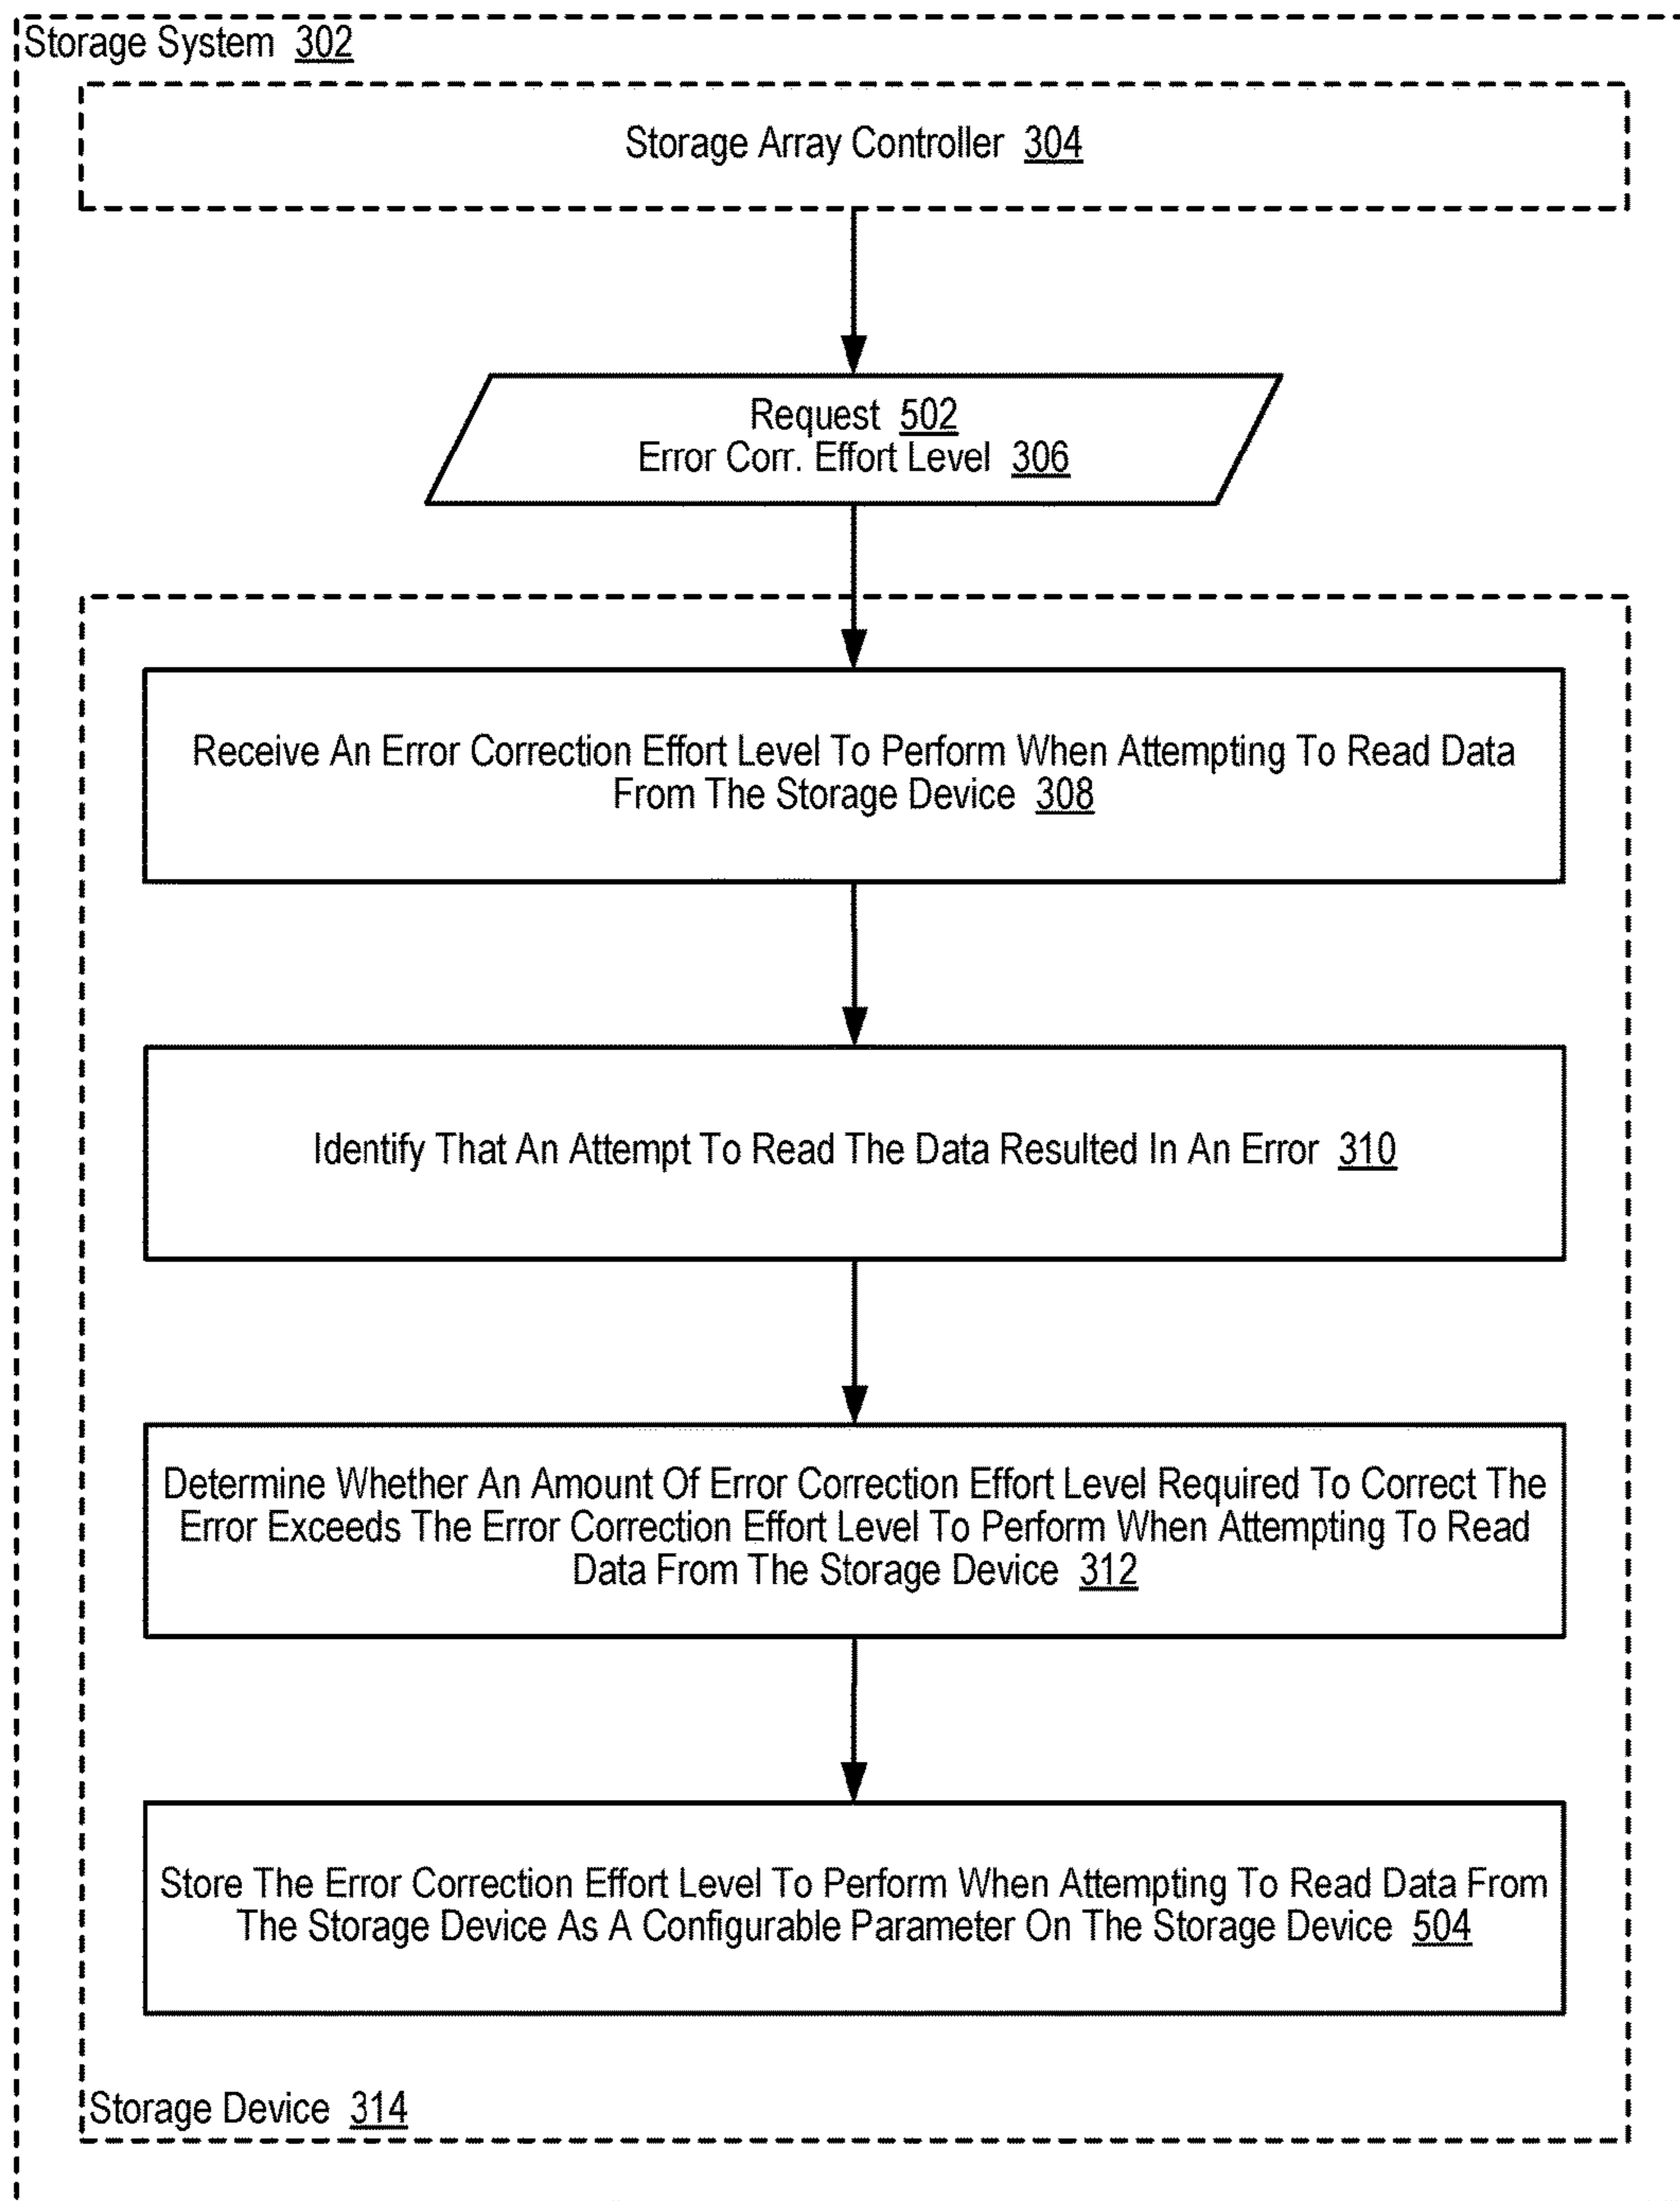 Storage System 302
Storage Array Controller 304
Request 502
Error Corr. Effort Level 306
Receive An Error Correction Effort Level To Perform When Attempting To Read Data
From The Storage Device 308
Identify That An Attempt To Read The Data Resulted In An Error 310
Determine Whether An Amount Of Error Correction Effort Level Required To Correct The
Error Exceeds The Error Correction Effort Level To Perform When Attempting To Read
Data From The Storage Device 312
Store The Error Correction Effort Level To Perform When Attempting To Read Data From
The Storage Device As A Configurable Parameter On The Storage Device 504
Storage Device 314